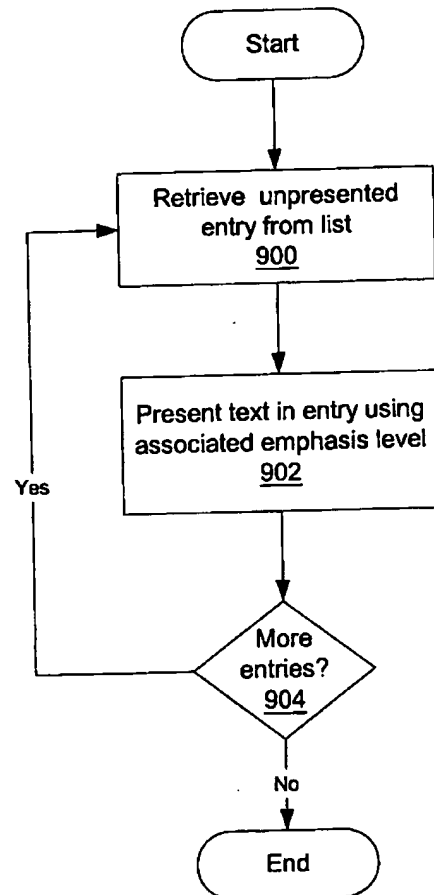 Start
Retrieve unpresented
entry from list
900
Present text in entry using
associated emphasis level
902
Yes
More
entries?
904
No
End